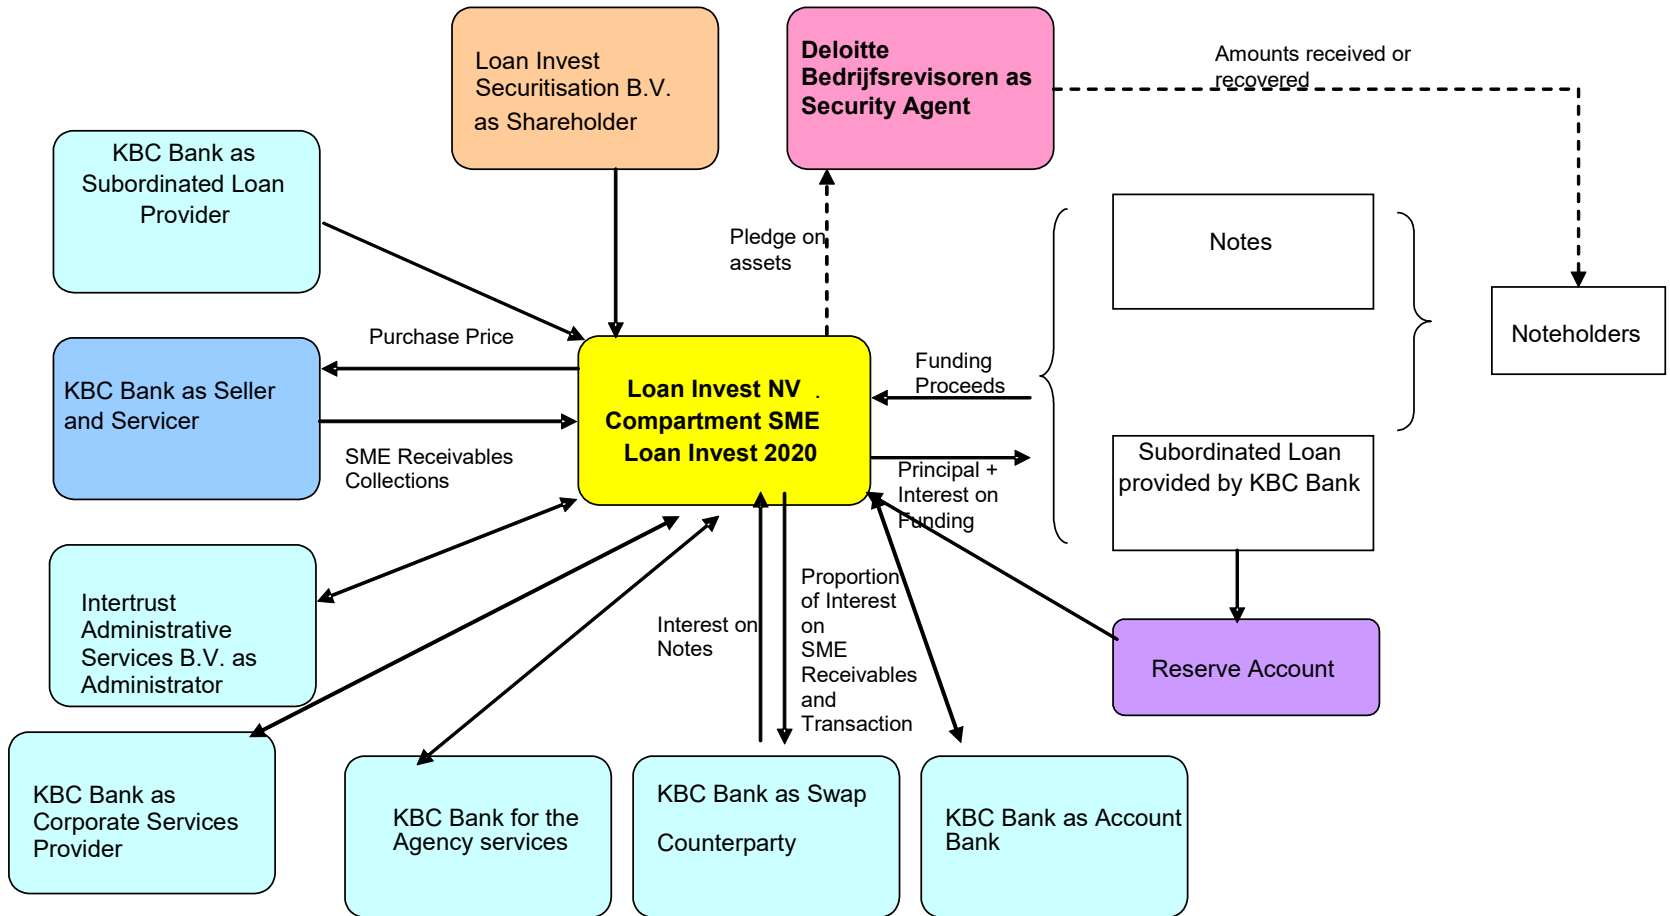 Loan Invest
Securitisation B.V.
as Shareholder
Deloitte
Bedrijfsrevisoren as
Security Agent
Amounts received or
recovered
KBC Bank as
Subordinated Loan
Provider
Pledge on
assets
Notes
Noteholders
Purchase Price
KBC Bank as Seller
and Servicer
SME Receivables
Collections
Loan Invest NV .
Compartment SME
Loan Invest 2020
Funding
Proceeds
Principal +
Interest on
Funding
Subordinated Loan
provided by KBC Bank
Intertrust
Administrative
Services B.V. as
Administrator
Interest on
Notes
Proportion
of Interest
on
SME
Receivables
and
Transaction
Reserve Account
KBC Bank as
Corporate Services
Provider
KBC Bank for the
Agency services
KBC Bank as Swap
Counterparty
KBC Bank as Account
Bank